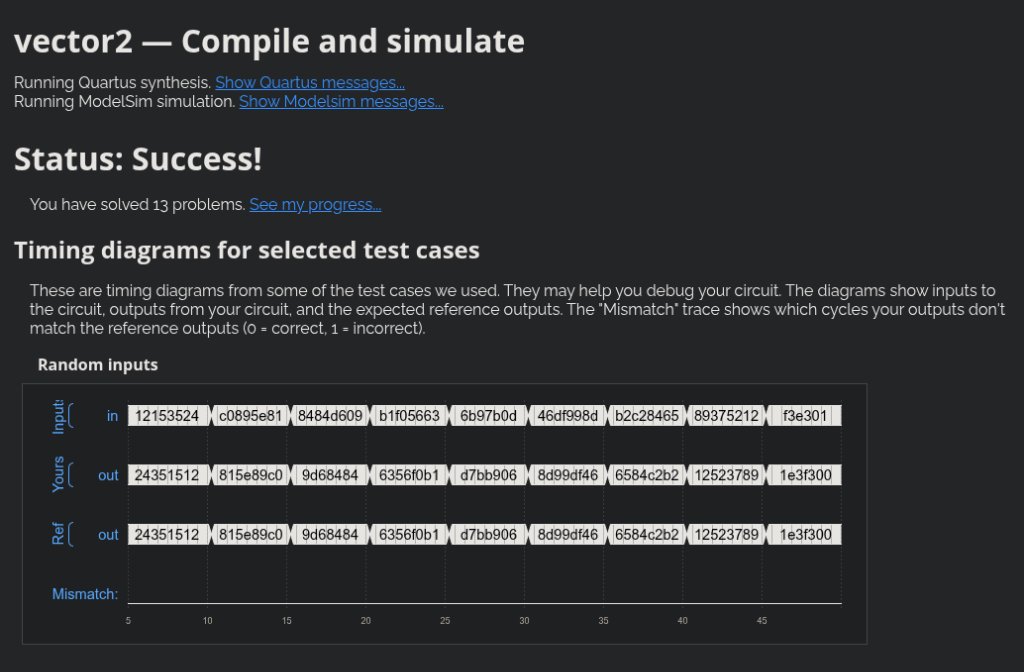 vector2 — Compile and simulate
Running Quartus synthesis. Show Quartus messages...
Running ModelSim simulation. Show Modelsim messages...
Status: Success!
You have solved 13 problems. See my progress...
Timing diagrams for selected test cases
These are timing diagrams from some of the test cases we used. They may help you debug your circuit. The diagrams show inputs to
the circuit, outputs from your circuit, and the expected reference outputs. The "Mismatch" trace shows which cycles your outputs don't
match the reference outputs (0 = correct, 1 = incorrect).
Random inputs
Inputs in 12153524 c0895e81 8484d609 b1f05663 6b97b0d 46df998d b2c28465 89375212 f3e301
Yours out 24351512 815e89c0 9d68484 6356f0b1 d7bb906 8d99df46 6584c2b2 12523789 1e3f300
Ref out 24351512 815e89c0 9d68484 6356f0b1 d7bb906 8d99df46 6584c2b2 12523789 1e3f300
Mismatch:
5 10 15 20 25 30 35 40 45